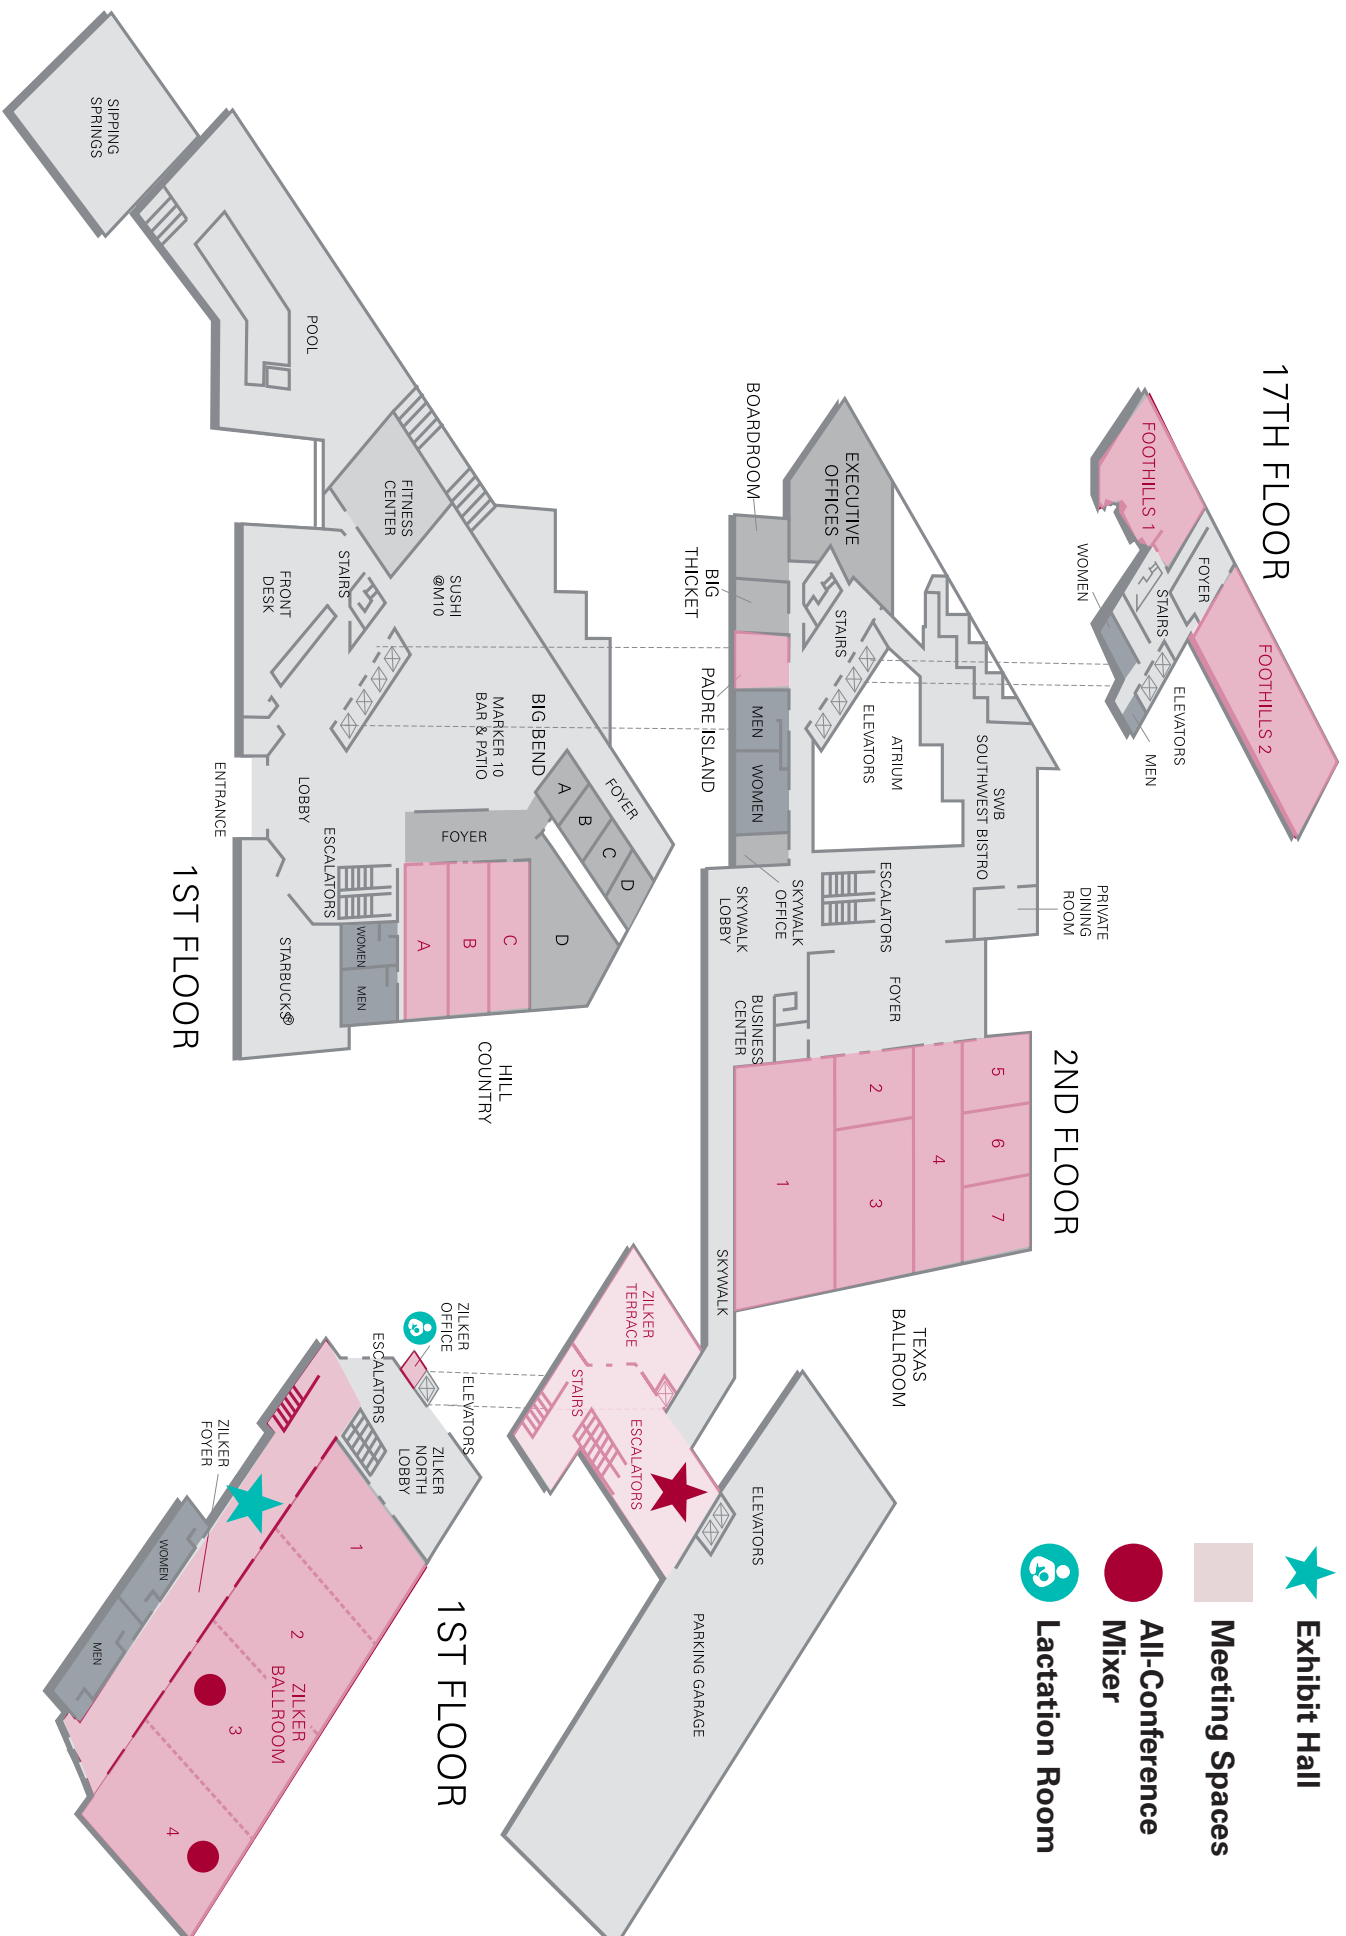 17TH FLOOR
FOOTHILLS 1
FOYER
FOOTHILLS 2
STAIRS
WOMEN
ELEVATORS
MEN
2ND FLOOR
EXECUTIVE
OFFICES
BOARDROOM
BIG
THICKET
PADRE ISLAND
STAIRS
ELEVATORS
ATRIUM
MEN
WOMEN
SWB
SOUTHWEST BISTRO
PRIVATE
DINING
ROOM
ESCALATORS
SKYWALK
OFFICE
SKYWALK
LOBBY
FOYER
BUSINESS
CENTER
5
6
7
4
2
3
1
TEXAS
BALLROOM
SKYWALK
ZILKER
TERRACE
STAIRS
ESCALATORS
ELEVATORS
PARKING GARAGE
SIPPING
SPRINGS
POOL
FITNESS
CENTER
STAIRS
FRONT
DESK
SUSHI
@M10
MARKER 10
BAR & PATIO
BIG BEND
A
B
C
D
FOYER
FOYER
LOBBY
ENTRANCE
ESCALATORS
WOMEN
MEN
STARBUCKS®
A
B
C
D
HILL
COUNTRY
1ST FLOOR
ZILKER
OFFICE
ELEVATORS
ESCALATORS
ZILKER
NORTH
LOBBY
ZILKER
FOYER
WOMEN
MEN
1
2
3
4
ZILKER
BALLROOM
1ST FLOOR
Exhibit Hall
Meeting Spaces
All-Conference
Mixer
Lactation Room